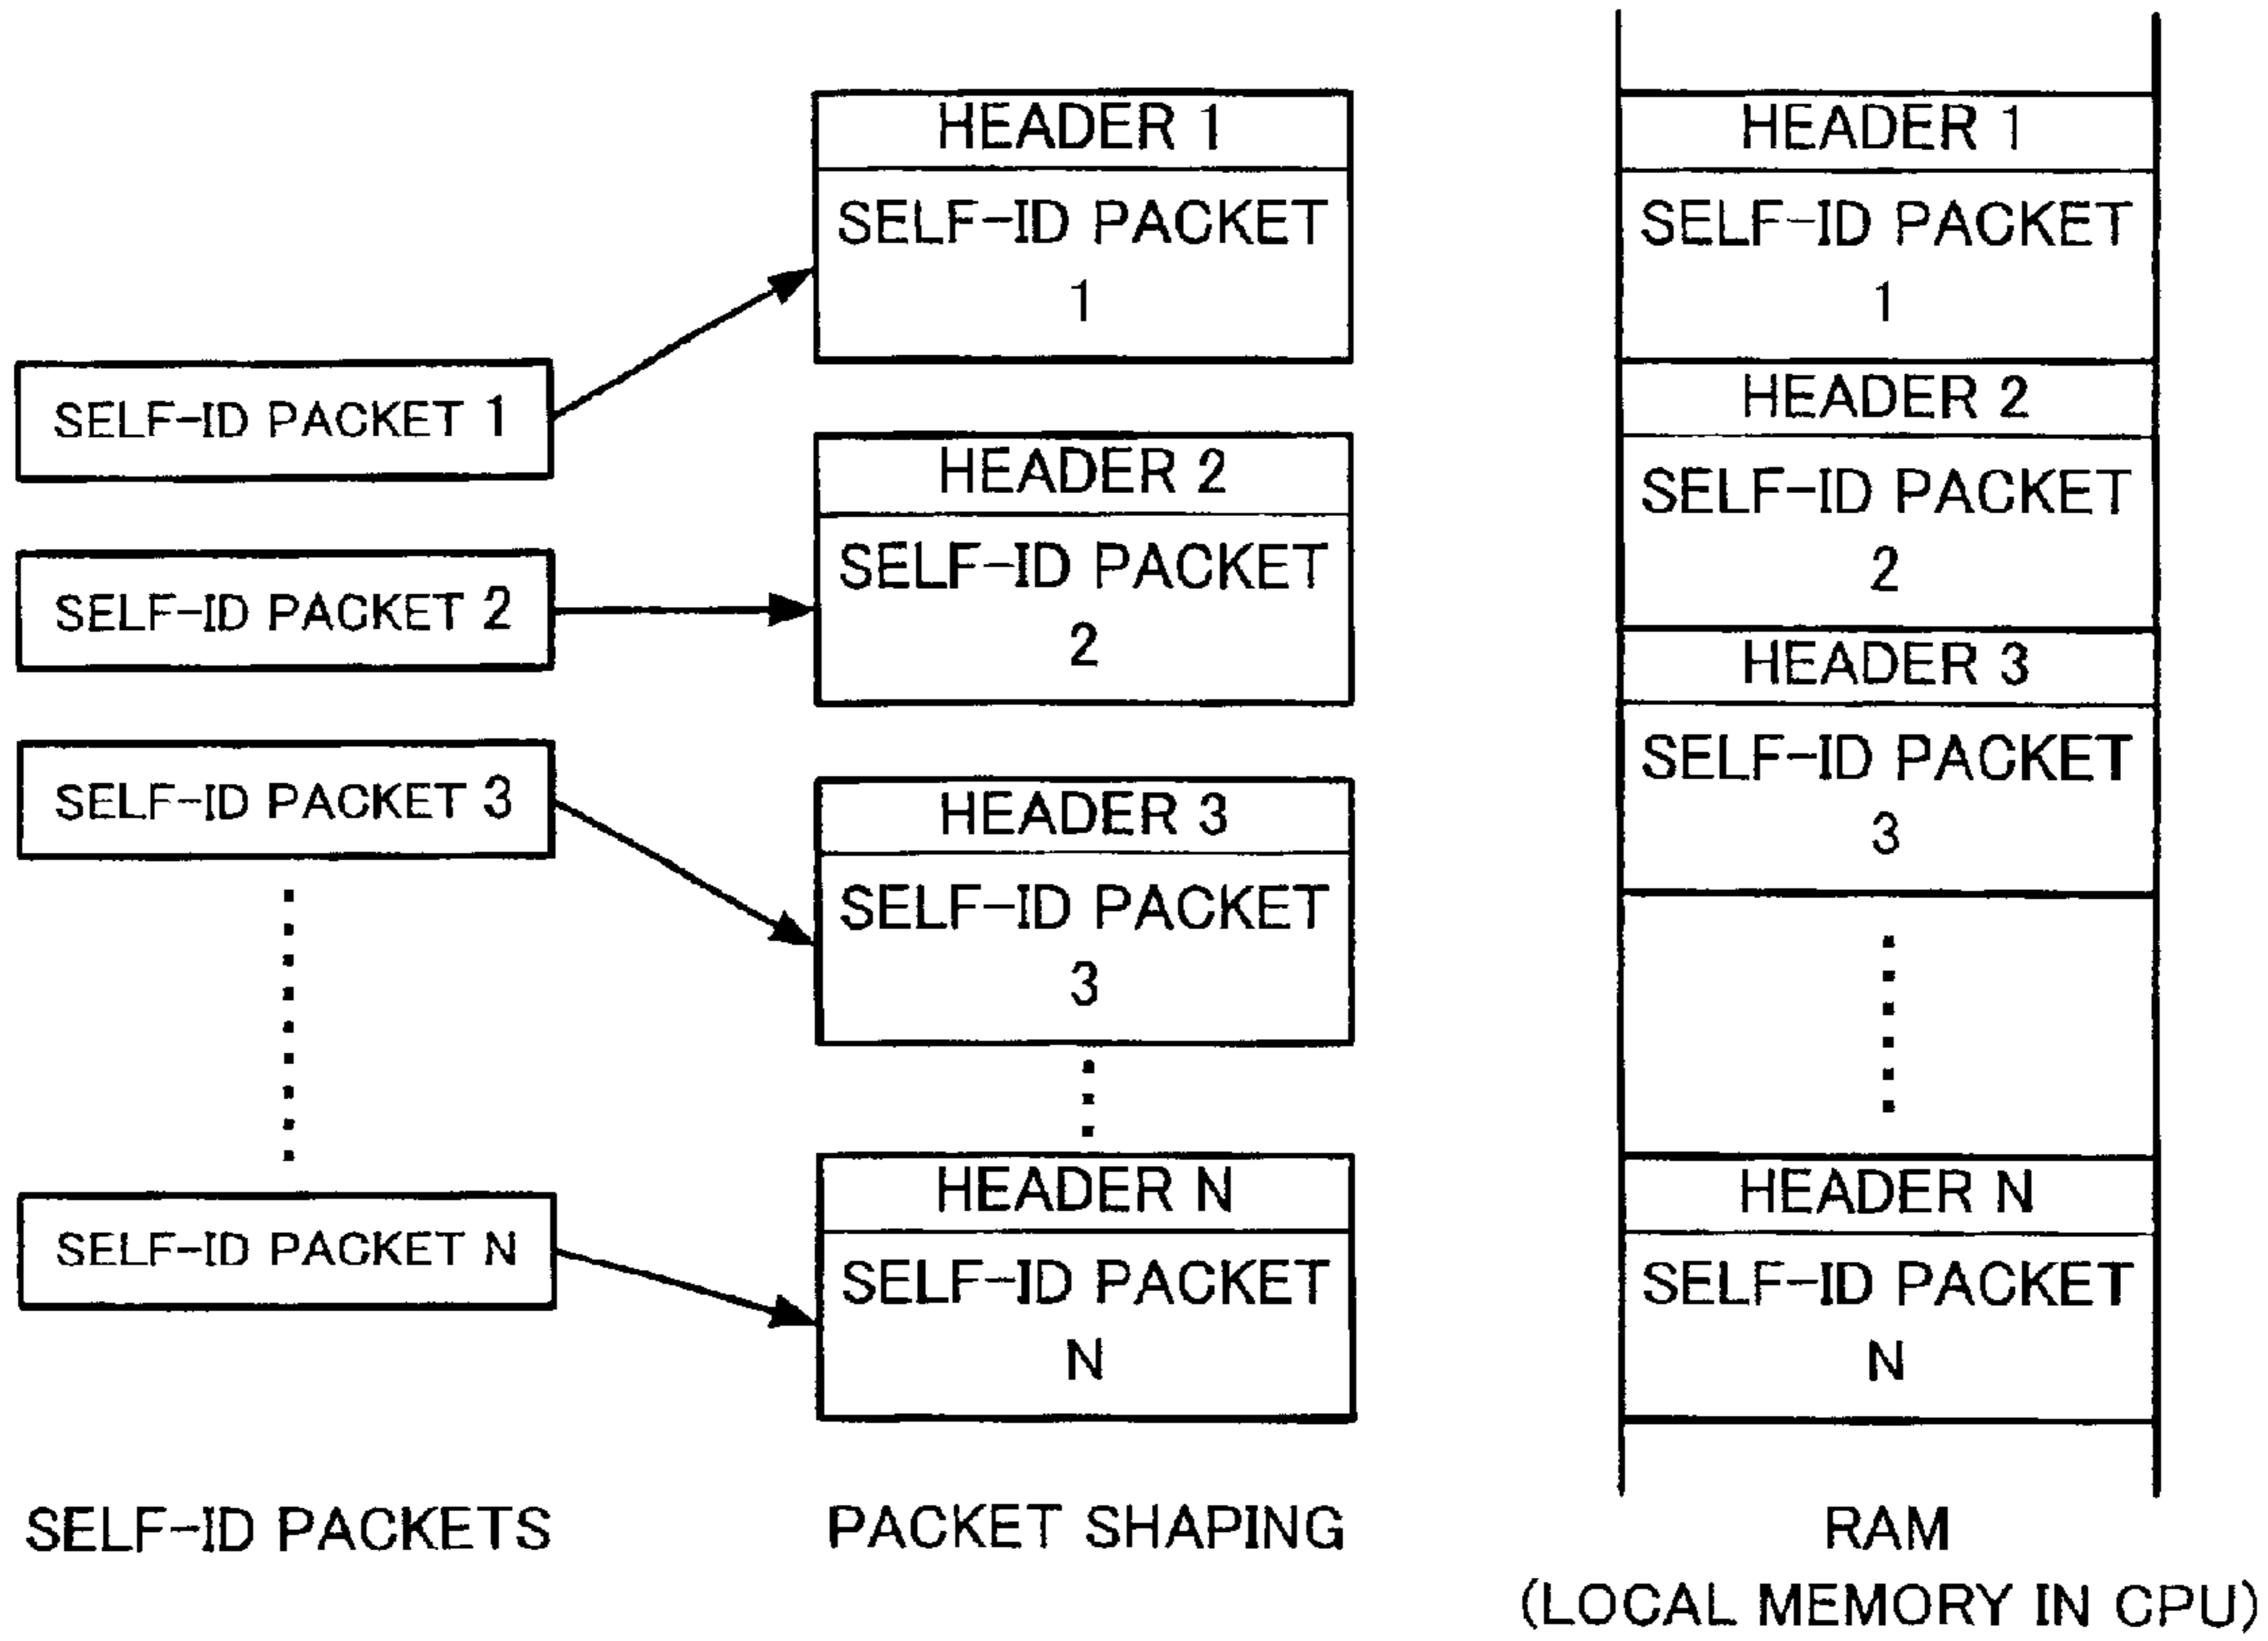 SELF-ID PACKET 1
SELF-ID PACKET 2
SELF-ID PACKET 3
SELF-ID PACKET N
SELF-ID PACKETS
HEADER 1
SELF-ID PACKET
1
HEADER 2
SELF-ID PACKET
2
HEADER 3
SELF-ID PACKET
3
HEADER N
SELF-ID PACKET
N
PACKET SHAPING
HEADER 1
SELF-ID PACKET
1
HEADER 2
SELF-ID PACKET
2
HEADER 3
SELF-ID PACKET
3
HEADER N
SELF-ID PACKET
N
RAM
(LOCAL MEMORY IN CPU)